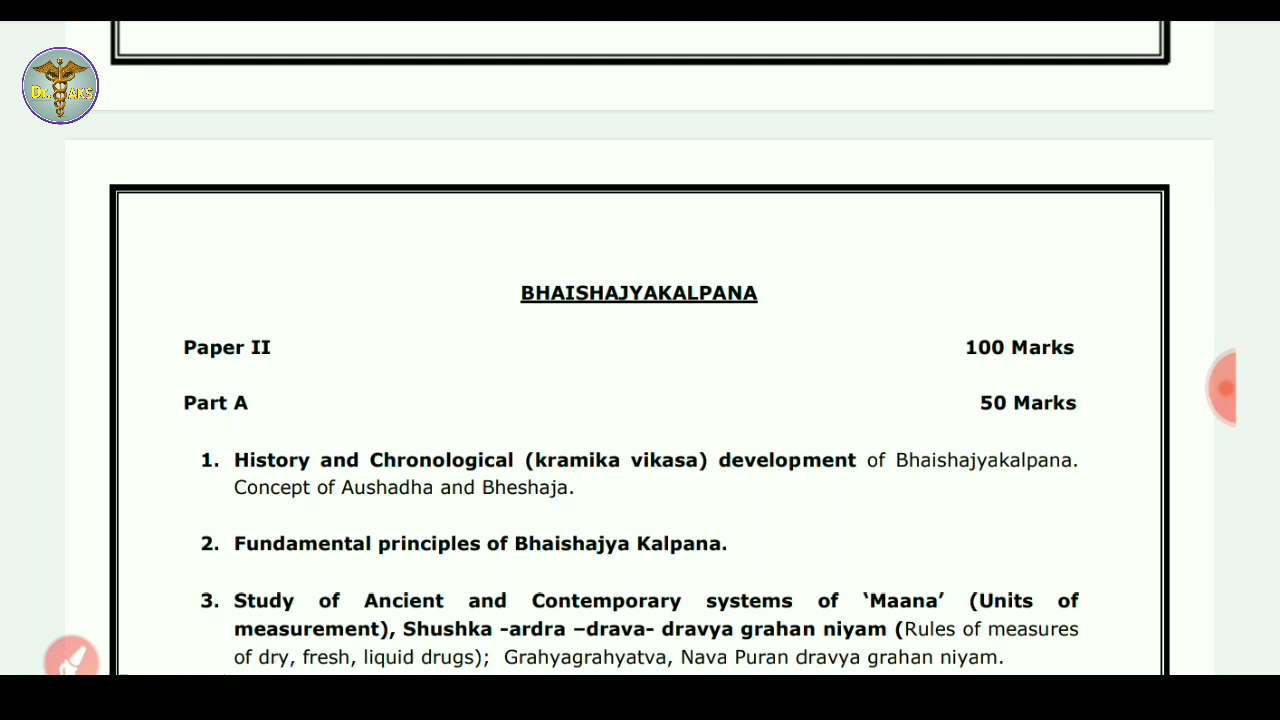 Dr. AKS
BHAISHAJYAKALPANA
Paper II 100 Marks
Part A 50 Marks
1. History and Chronological (kramika vikasa) development of Bhaishajyakalpana.
Concept of Aushadha and Bheshaja.
2. Fundamental principles of Bhaishajya Kalpana.
3. Study of Ancient and Contemporary systems of ‘Maana’ (Units of
measurement), Shushka -ardra –drava- dravya grahan niyam (Rules of measures
of dry, fresh, liquid drugs); Grahyagrahyatva, Nava Puran dravya grahan niyam.